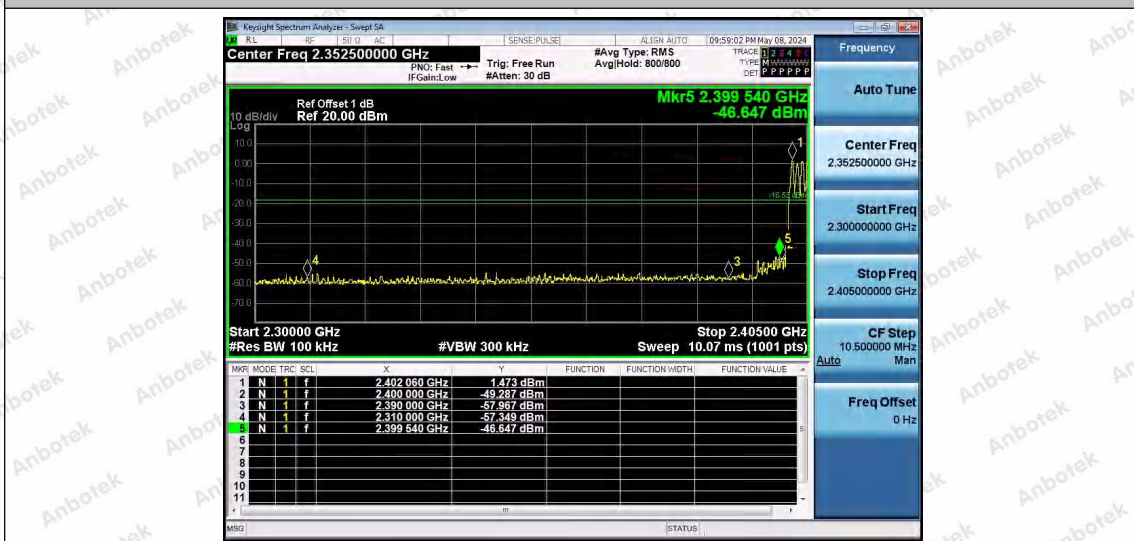 Keysight Spectrum Analyzer - Swept SA
RL RF 50 Ω AC SENSE:PULSE ALIGN AUTO 09:59:02 PM May 08, 2024
Center Freq 2.352500000 GHz
PNO: Fast
IFGain:Low
Trig: Free Run
#Atten: 30 dB
#Avg Type: RMS
Avg|Hold: 800/800
TRACE 1 2 3 4 5 6
TYPE M W W W W W
DET P P P P P P
Mkr5 2.399 540 GHz
-46.647 dBm
Ref Offset 1 dB
10 dB/div Ref 20.00 dBm
Log
10.0
0.00
-10.0
-20.0
-30.0
-40.0
-50.0
-60.0
-70.0
1
5
2
3
4
Start 2.30000 GHz Stop 2.40500 GHz
#Res BW 100 kHz #VBW 300 kHz Sweep 10.07 ms (1001 pts)
MKR MODE TRC SCL X Y FUNCTION FUNCTION WIDTH FUNCTION VALUE
1 N 1 f 2.402 060 GHz 1.473 dBm
2 N 1 f 2.400 000 GHz -49.287 dBm
3 N 1 f 2.390 000 GHz -57.967 dBm
4 N 1 f 2.310 000 GHz -57.349 dBm
5 N 1 f 2.399 540 GHz -46.647 dBm
6
7
8
9
10
11
MSG STATUS
Frequency
Auto Tune
Center Freq
2.352500000 GHz
Start Freq
2.300000000 GHz
Stop Freq
2.405000000 GHz
CF Step
10.500000 MHz
Auto Man
Freq Offset
0 Hz
Anbotek